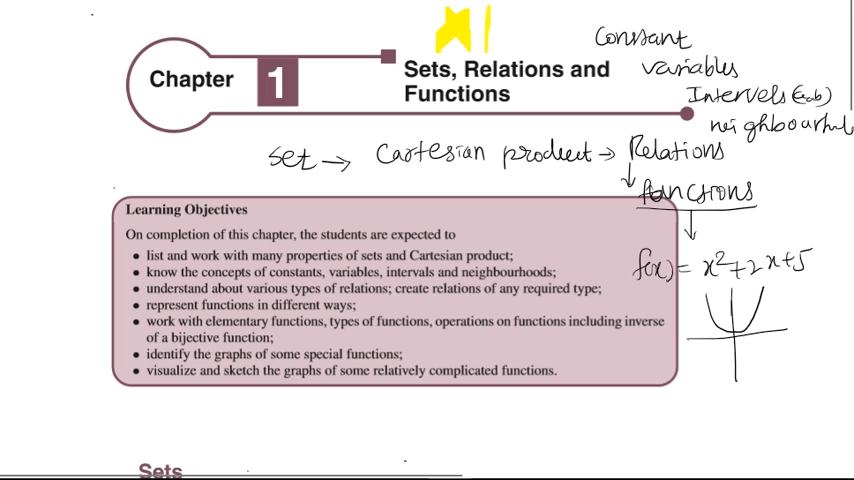 XI
Constant
variables
Chapter 1
Sets, Relations and
Functions
Intervels (a,b)
set → Cartesian product → Relations
functions
Learning Objectives
On completion of this chapter, the students are expected to
• list and work with many properties of sets and Cartesian product;
• know the concepts of constants, variables, intervals and neighbourhoods;
• understand about various types of relations; create relations of any required type;
• represent functions in different ways;
• work with elementary functions, types of functions, operations on functions including inverse
of a bijective function;
• identify the graphs of some special functions;
• visualize and sketch the graphs of some relatively complicated functions.
f(x) = x²+2x+5
Sets